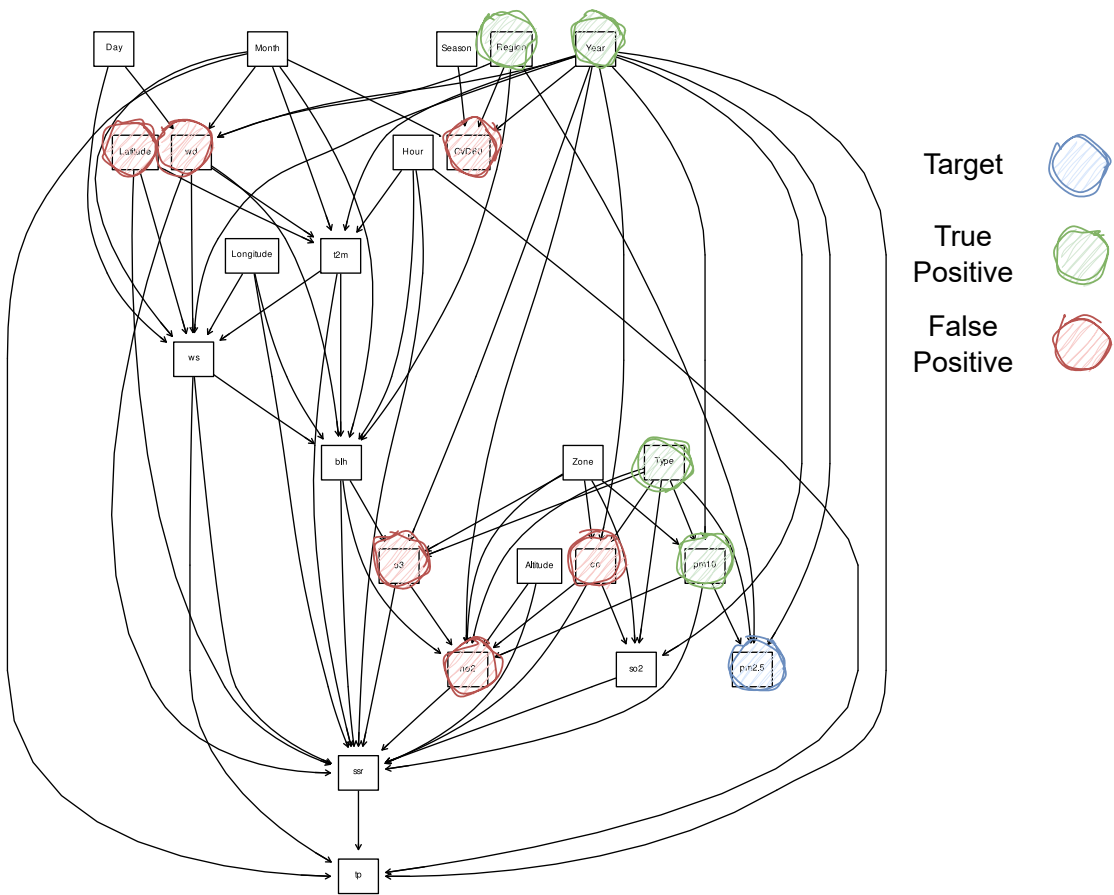 Day
Month
Season
Region
Year
Latitude
wd
Hour
CVD60
Longitude
t2m
ws
blh
Zone
Type
o3
Altitude
co
pm10
no2
so2
pm2.5
ssr
tp
Target
True
Positive
False
Positive